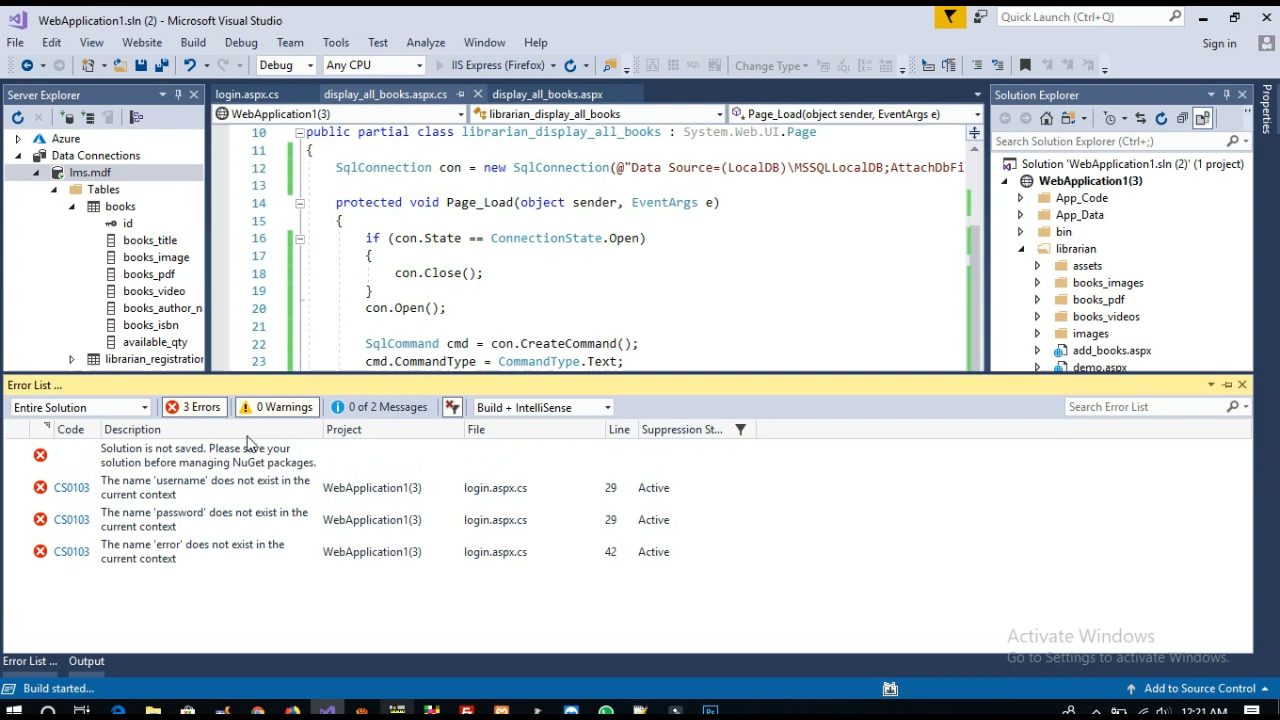 WebApplication1.sln (2) - Microsoft Visual Studio
Quick Launch (Ctrl+Q)
File Edit View Website Build Debug Team Tools Test Analyze Window Help
Sign in
Debug Any CPU IIS Express (Firefox) Change Type
Server Explorer
login.aspx.cs display_all_books.aspx.cs display_all_books.aspx
Solution Explorer
Properties
WebApplication1(3) librarian_display_all_books Page_Load(object sender, EventArgs e)
Search Solution Explorer (Ctrl+;)
Azure
Data Connections
lms.mdf
Tables
books
id
books_title
books_image
books_pdf
books_video
books_author_n
books_isbn
available_qty
librarian_registration
10 public partial class librarian_display_all_books : System.Web.UI.Page
11 {
12 SqlConnection con = new SqlConnection(@"Data Source=(LocalDB)\MSSQLLocalDB;AttachDbFi
13
14 protected void Page_Load(object sender, EventArgs e)
15 {
16 if (con.State == ConnectionState.Open)
17 {
18 con.Close();
19 }
20 con.Open();
21
22 SqlCommand cmd = con.CreateCommand();
23 cmd.CommandType = CommandType.Text;
Solution 'WebApplication1.sln (2)' (1 project)
WebApplication1(3)
App_Code
App_Data
bin
librarian
assets
books_images
books_pdf
books_videos
images
add_books.aspx
demo.aspx
Error List ...
Entire Solution 3 Errors 0 Warnings 0 of 2 Messages Build + IntelliSense Search Error List
Code Description Project File Line Suppression St...
Solution is not saved. Please save your
solution before managing NuGet packages.
CS0103 The name 'username' does not exist in the
current context WebApplication1(3) login.aspx.cs 29 Active
CS0103 The name 'password' does not exist in the
current context WebApplication1(3) login.aspx.cs 29 Active
CS0103 The name 'error' does not exist in the
current context WebApplication1(3) login.aspx.cs 42 Active
Activate Windows
Go to Settings to activate Windows.
Error List ... Output
Build started... Add to Source Control
12:21 AM